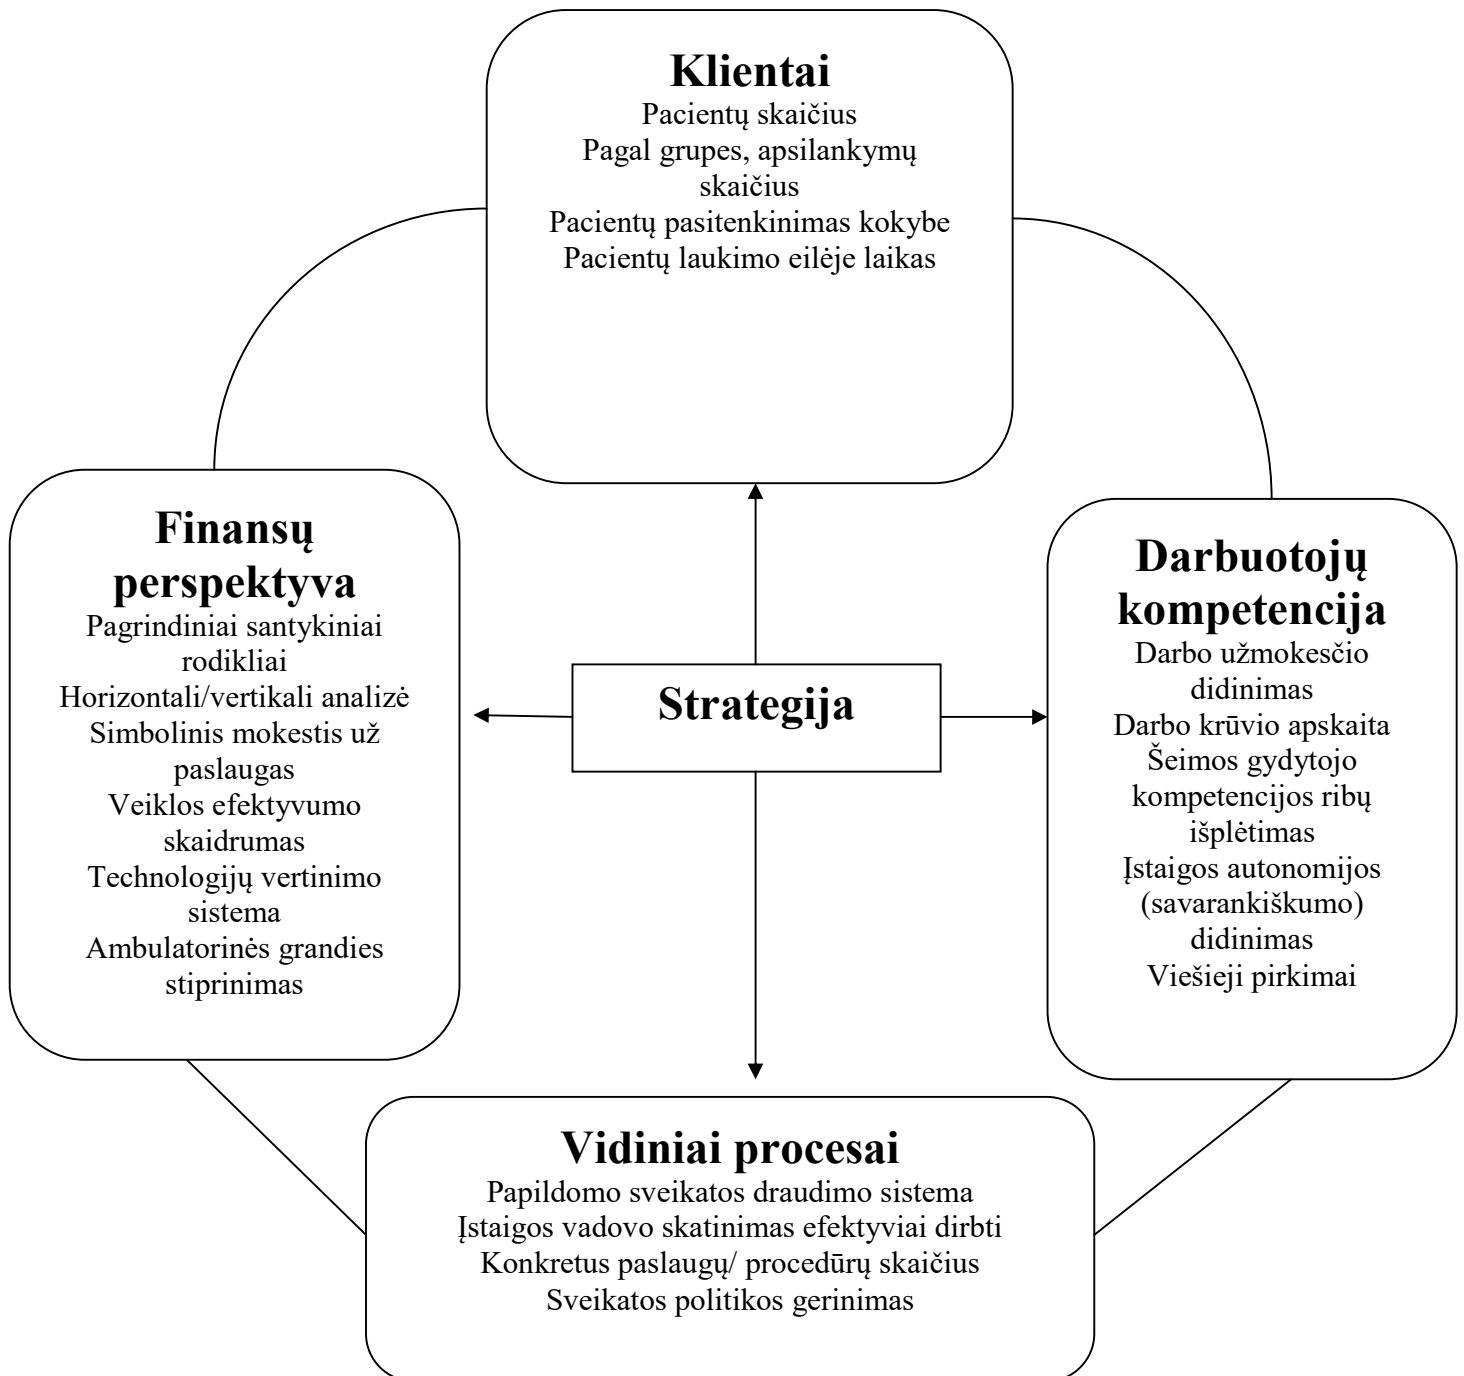 Klientai
Pacientų skaičius
Pagal grupes, apsilankymų
skaičius
Pacientų pasitenkinimas kokybe
Pacientų laukimo eilėje laikas
Finansų
perspektyva
Pagrindiniai santykiniai
rodikliai
Horizontali/vertikali analizė
Simbolinis mokestis už
paslaugas
Veiklos efektyvumo
skaidrumas
Technologijų vertinimo
sistema
Ambulatorinės grandies
stiprinimas
Strategija
Darbuotojų
kompetencija
Darbo užmokesčio
didinimas
Darbo krūvio apskaita
Šeimos gydytojo
kompetencijos ribų
išplėtimas
Įstaigos autonomijos
(savarankiškumo)
didinimas
Viešieji pirkimai
Vidiniai procesai
Papildomo sveikatos draudimo sistema
Įstaigos vadovo skatinimas efektyviai dirbti
Konkretus paslaugų/ procedūrų skaičius
Sveikatos politikos gerinimas